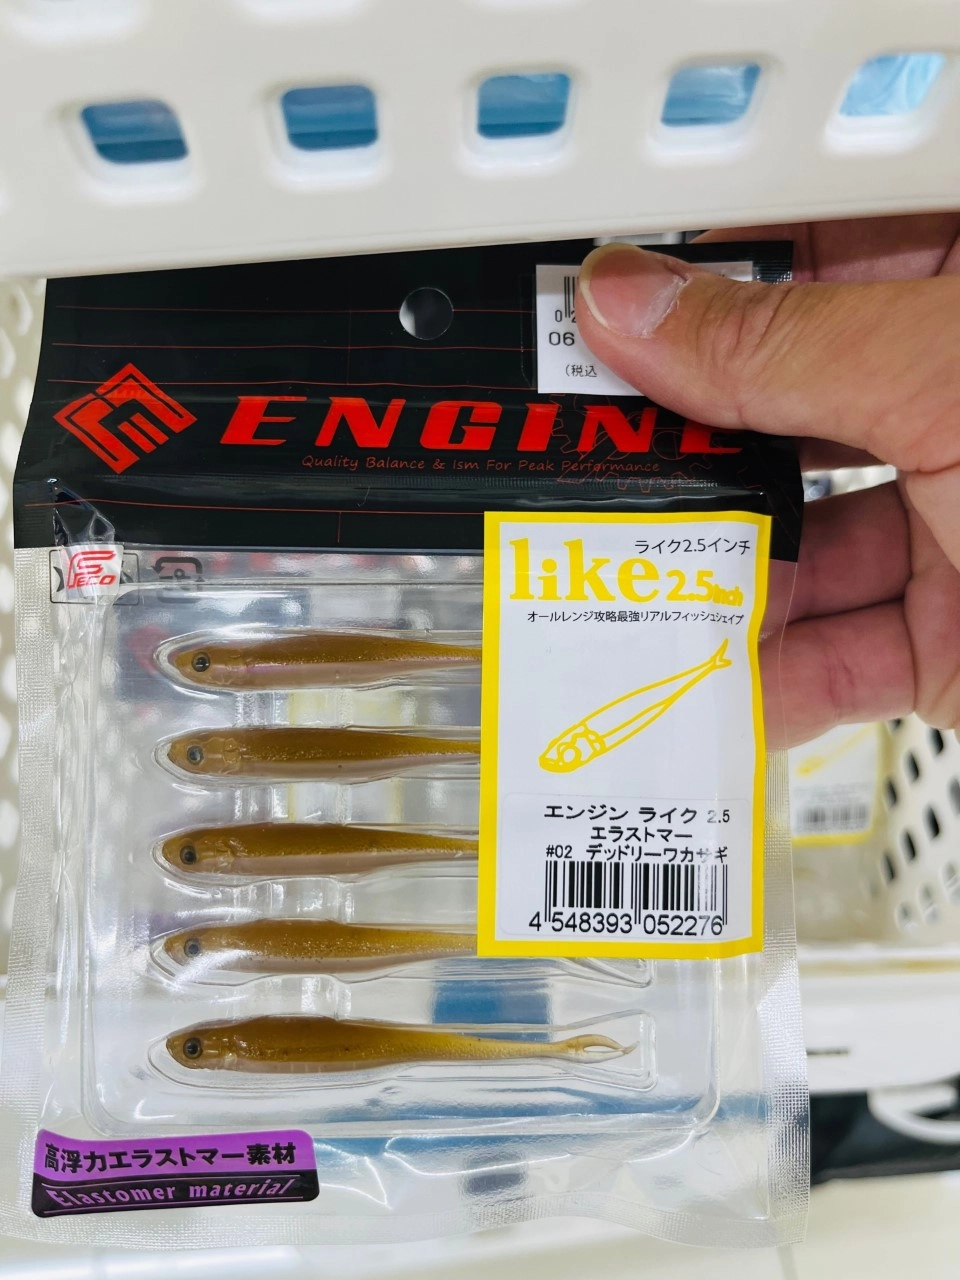 06
(税込
ENGINE
Quality Balance & Ism For Peak Performance
ECO
ライク2.5インチ
like 2.5inch
オールレンジ攻略最強リアルフィッシュシェイプ
エンジン ライク 2.5
エラストマー
#02 デッドリーワカサギ
4 548393 052276
高浮力エラストマー素材
Elastomer material